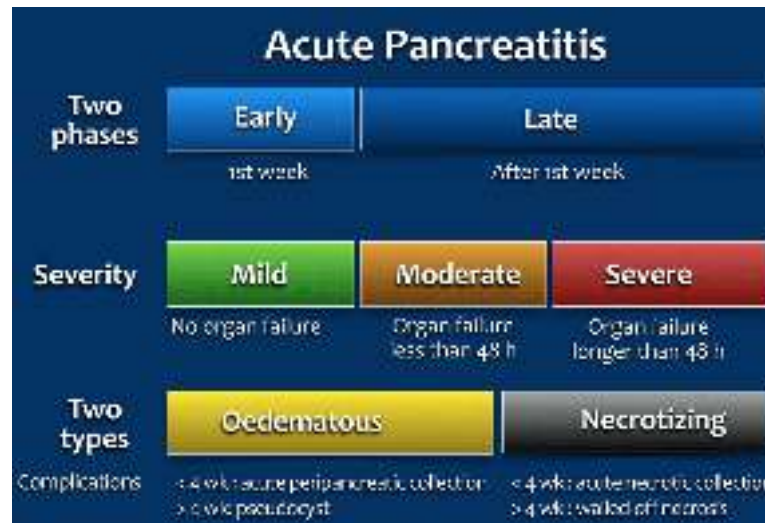 Acute Pancreatitis
Two phases
Early
Late
1st week
After 1st week
Severity
Mild
Moderate
Severe
No organ failure
Organ failure
less than 48 h
Organ failure
longer than 48 h
Two types
Oedematous
Necrotizing
Complications
< 4 wk : acute peripancreatic collection
> 4 wk pseudocyst
< 4 wk : acute necrotic collection
> 4 wk : walled off necrosis